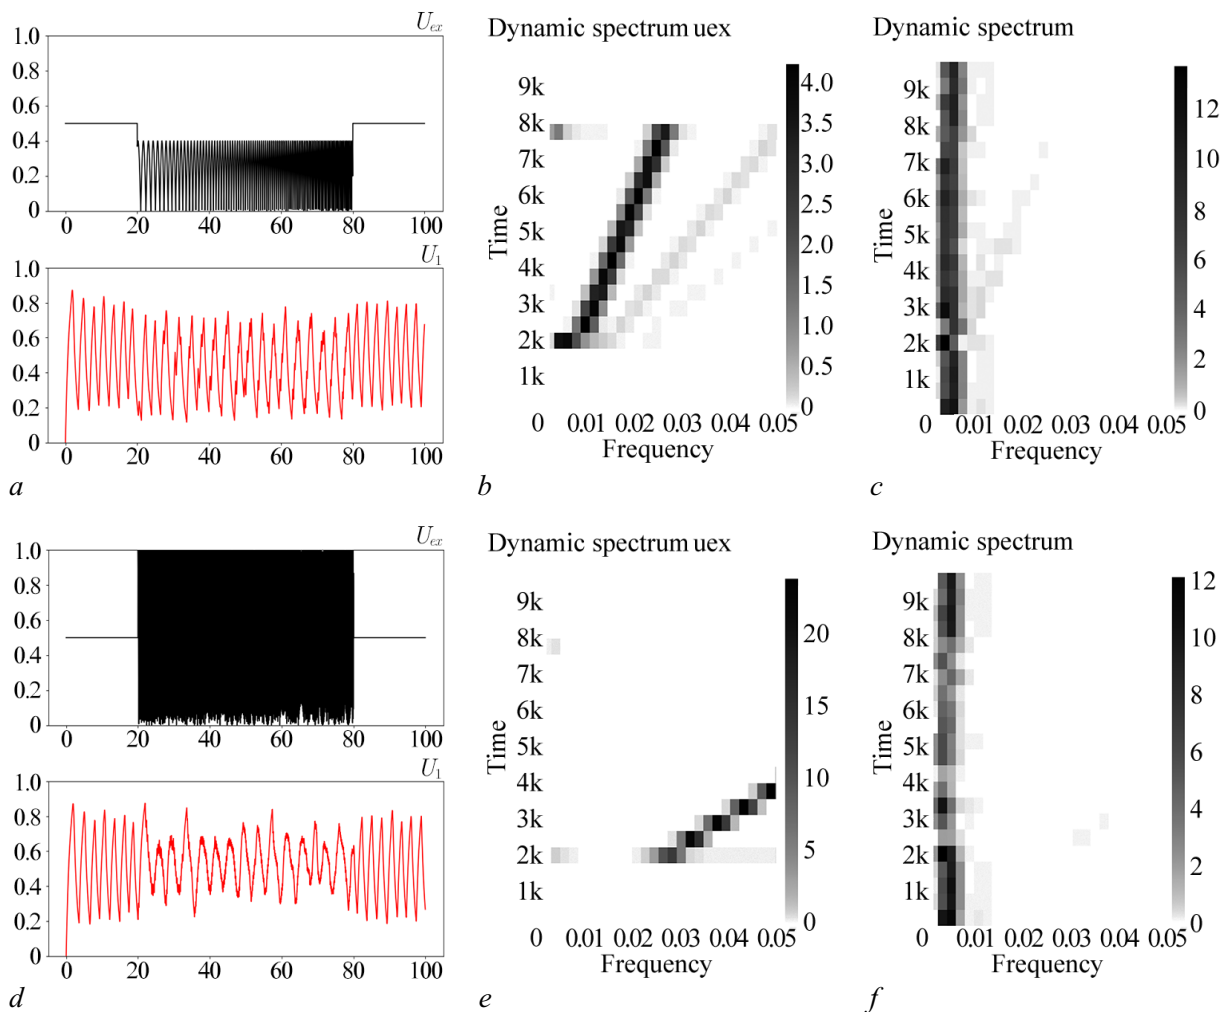 U_ex
1.0
0.8
0.6
0.4
0.2
0
0 20 40 60 80 100
U_1
1.0
0.8
0.6
0.4
0.2
0
0 20 40 60 80 100
a
Dynamic spectrum uex
9k
8k
7k
6k
5k
4k
3k
2k
1k
Time
0 0.01 0.02 0.03 0.04 0.05
Frequency
4.0
3.5
3.0
2.5
2.0
1.5
1.0
0.5
0
b
Dynamic spectrum
9k
8k
7k
6k
5k
4k
3k
2k
1k
Time
0 0.01 0.02 0.03 0.04 0.05
Frequency
12
10
8
6
4
2
0
c
U_ex
1.0
0.8
0.6
0.4
0.2
0
0 20 40 60 80 100
U_1
1.0
0.8
0.6
0.4
0.2
0
0 20 40 60 80 100
d
Dynamic spectrum uex
9k
8k
7k
6k
5k
4k
3k
2k
1k
Time
0 0.01 0.02 0.03 0.04 0.05
Frequency
20
15
10
5
0
e
Dynamic spectrum
9k
8k
7k
6k
5k
4k
3k
2k
1k
Time
0 0.01 0.02 0.03 0.04 0.05
Frequency
12
10
8
6
4
2
0
f